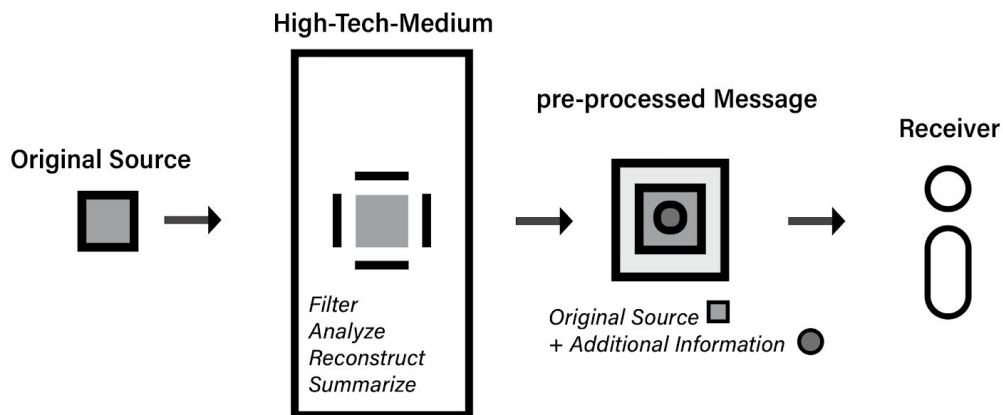 High-Tech-Medium
pre-processed Message
Receiver
Original Source
Filter
Analyze
Reconstruct
Summarize
Original Source
+ Additional Information